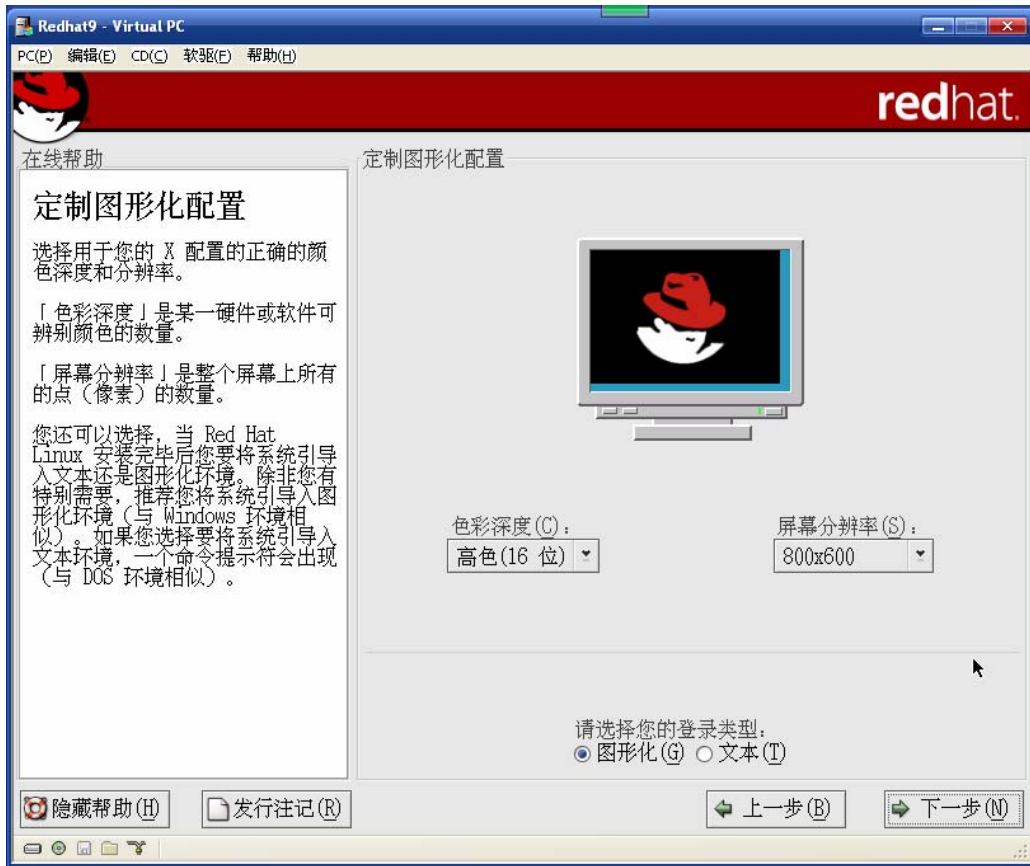 Redhat9 - Virtual PC
PC(P) 编辑(E) CD(C) 软驱(F) 帮助(H)
redhat.
在线帮助
定制图形化配置
选择用于您的 X 配置的正确的颜
色深度和分辨率。
「色彩深度」是某一硬件或软件可
辨别颜色的数量。
「屏幕分辨率」是整个屏幕上所有
的点（像素）的数量。
您还可以选择，当 Red Hat
Linux 安装完毕后您要将系统引导
入文本还是图形化环境。除非您有
特别需要，推荐您将系统引导入图
形化环境（与 Windows 环境相
似）。如果您选择要将系统引导入
文本环境，一个命令提示符会出现
（与 DOS 环境相似）。
定制图形化配置
色彩深度(C)：
高色(16 位)
屏幕分辨率(S)：
800x600
请选择您的登录类型：
图形化(G) 文本(T)
隐藏帮助(H) 发行注记(R) 上一步(B) 下一步(N)